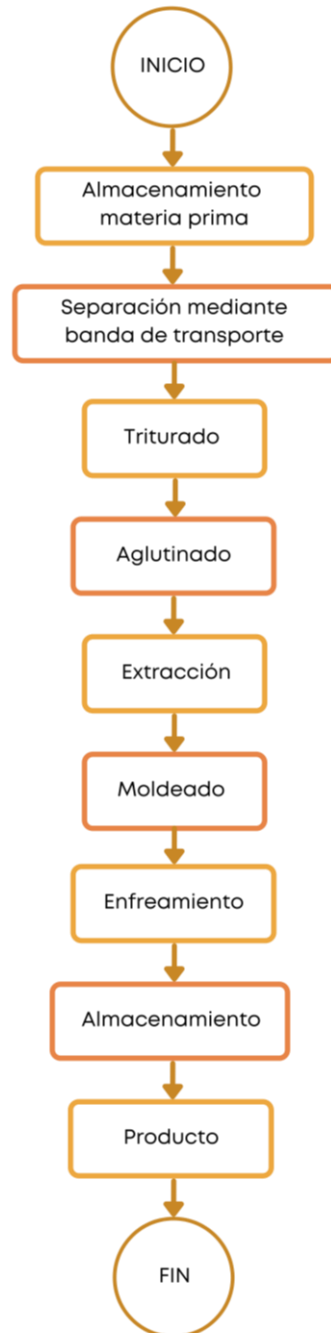 INICIO
Almacenamiento
materia prima
Separación mediante
banda de transporte
Triturado
Aglutinado
Extracción
Moldeado
Enfreamiento
Almacenamiento
Producto
FIN